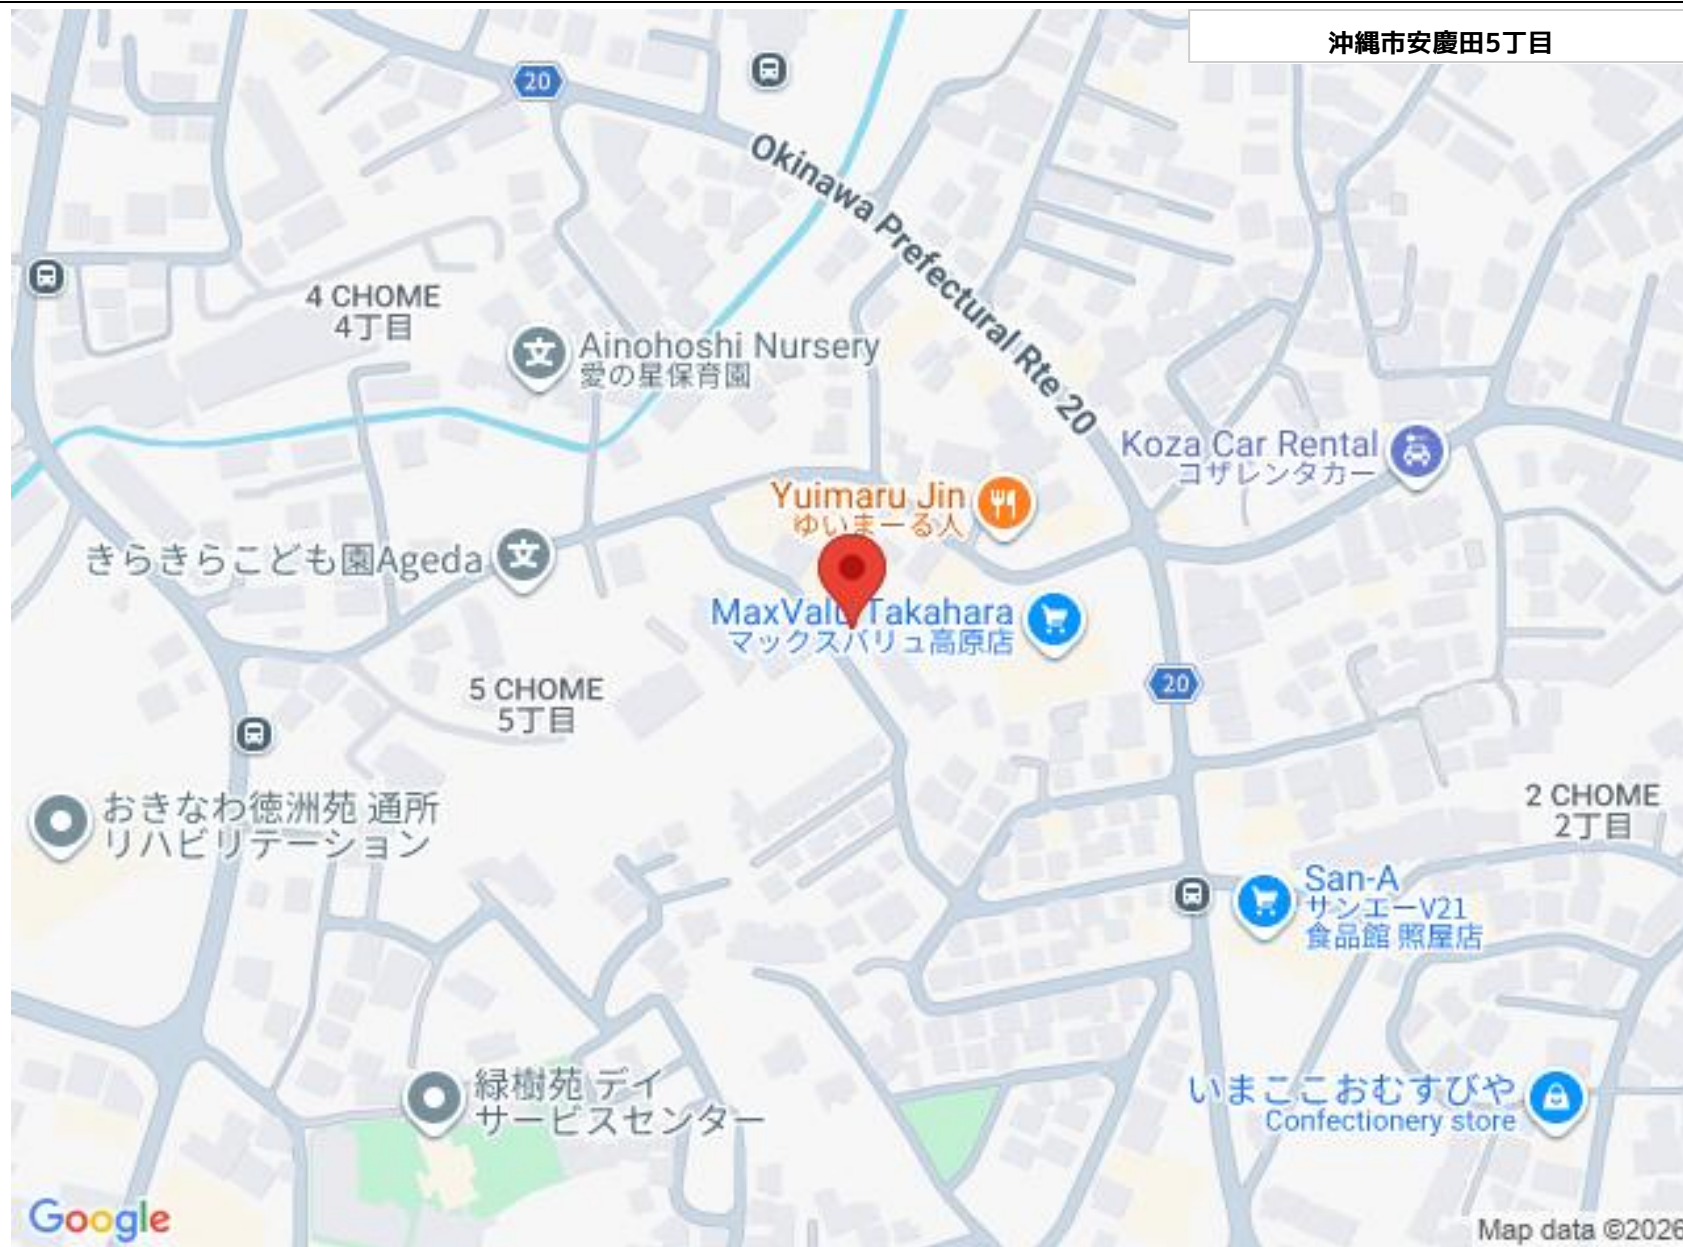 沖縄市安慶田5丁目
20
Okinawa Prefectural Rte 20
4 CHOME
4丁目
Ainohoshi Nursery
愛の星保育園
Koza Car Rental
コザレンタカー
Yuimaru Jin
ゆいまーる人
きらきらこども園Ageda
MaxValu Takahara
マックスバリュ高原店
20
5 CHOME
5丁目
おきなわ徳洲苑 通所
リハビリテーション
2 CHOME
2丁目
San-A
サンエーV21
食品館 照屋店
緑樹苑 デイ
サービスセンター
いまここおむすびや
Confectionery store
Google
Map data ©2026